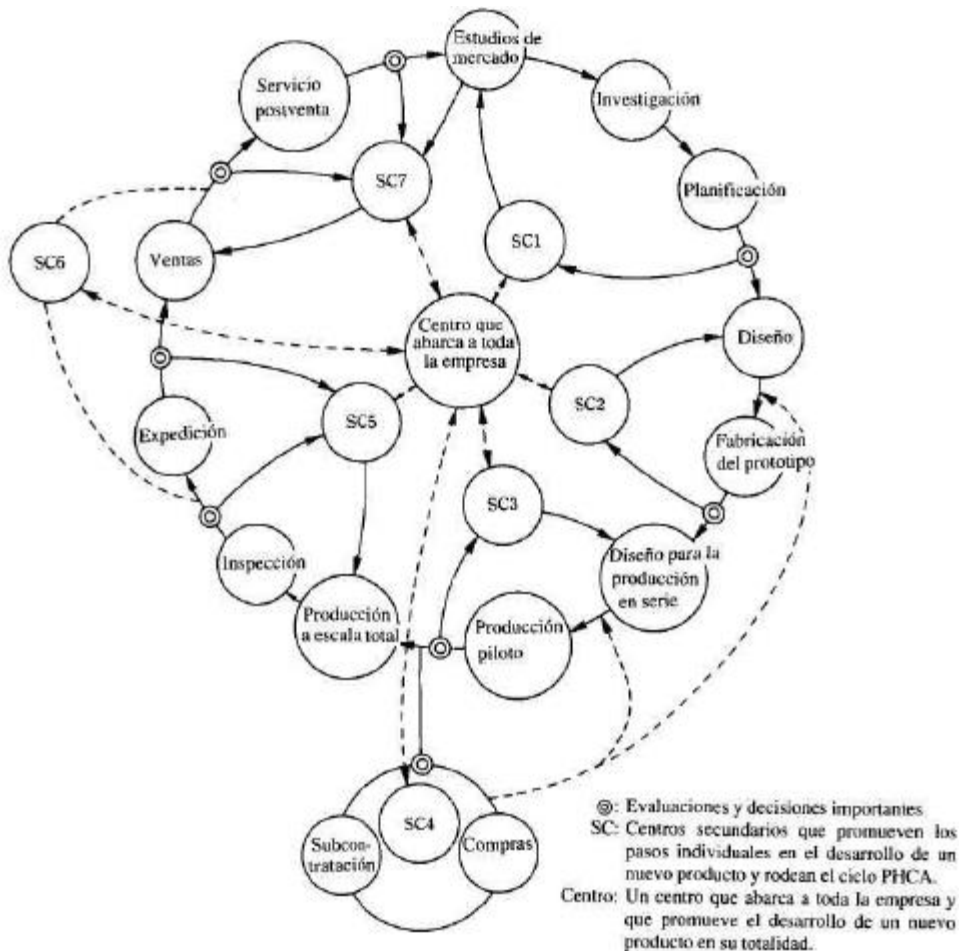 Estudios de
mercado
Servicio
postventa
Investigación
SC7
Planificación
SC1
SC6
Ventas
Centro que
abarca a toda
la empresa
Diseño
SC2
SC5
Expedición
Fabricación
del prototipo
SC3
Inspección
Diseño para la
producción
en serie
Producción
a escala total
Producción
piloto
SC4
Subcon-
tratación
Compras
◎: Evaluaciones y decisiones importantes
SC: Centros secundarios que promueven los
pasos individuales en el desarrollo de un
nuevo producto y rodean el ciclo PHCA.
Centro: Un centro que abarca a toda la empresa y
que promueve el desarrollo de un nuevo
producto en su totalidad.